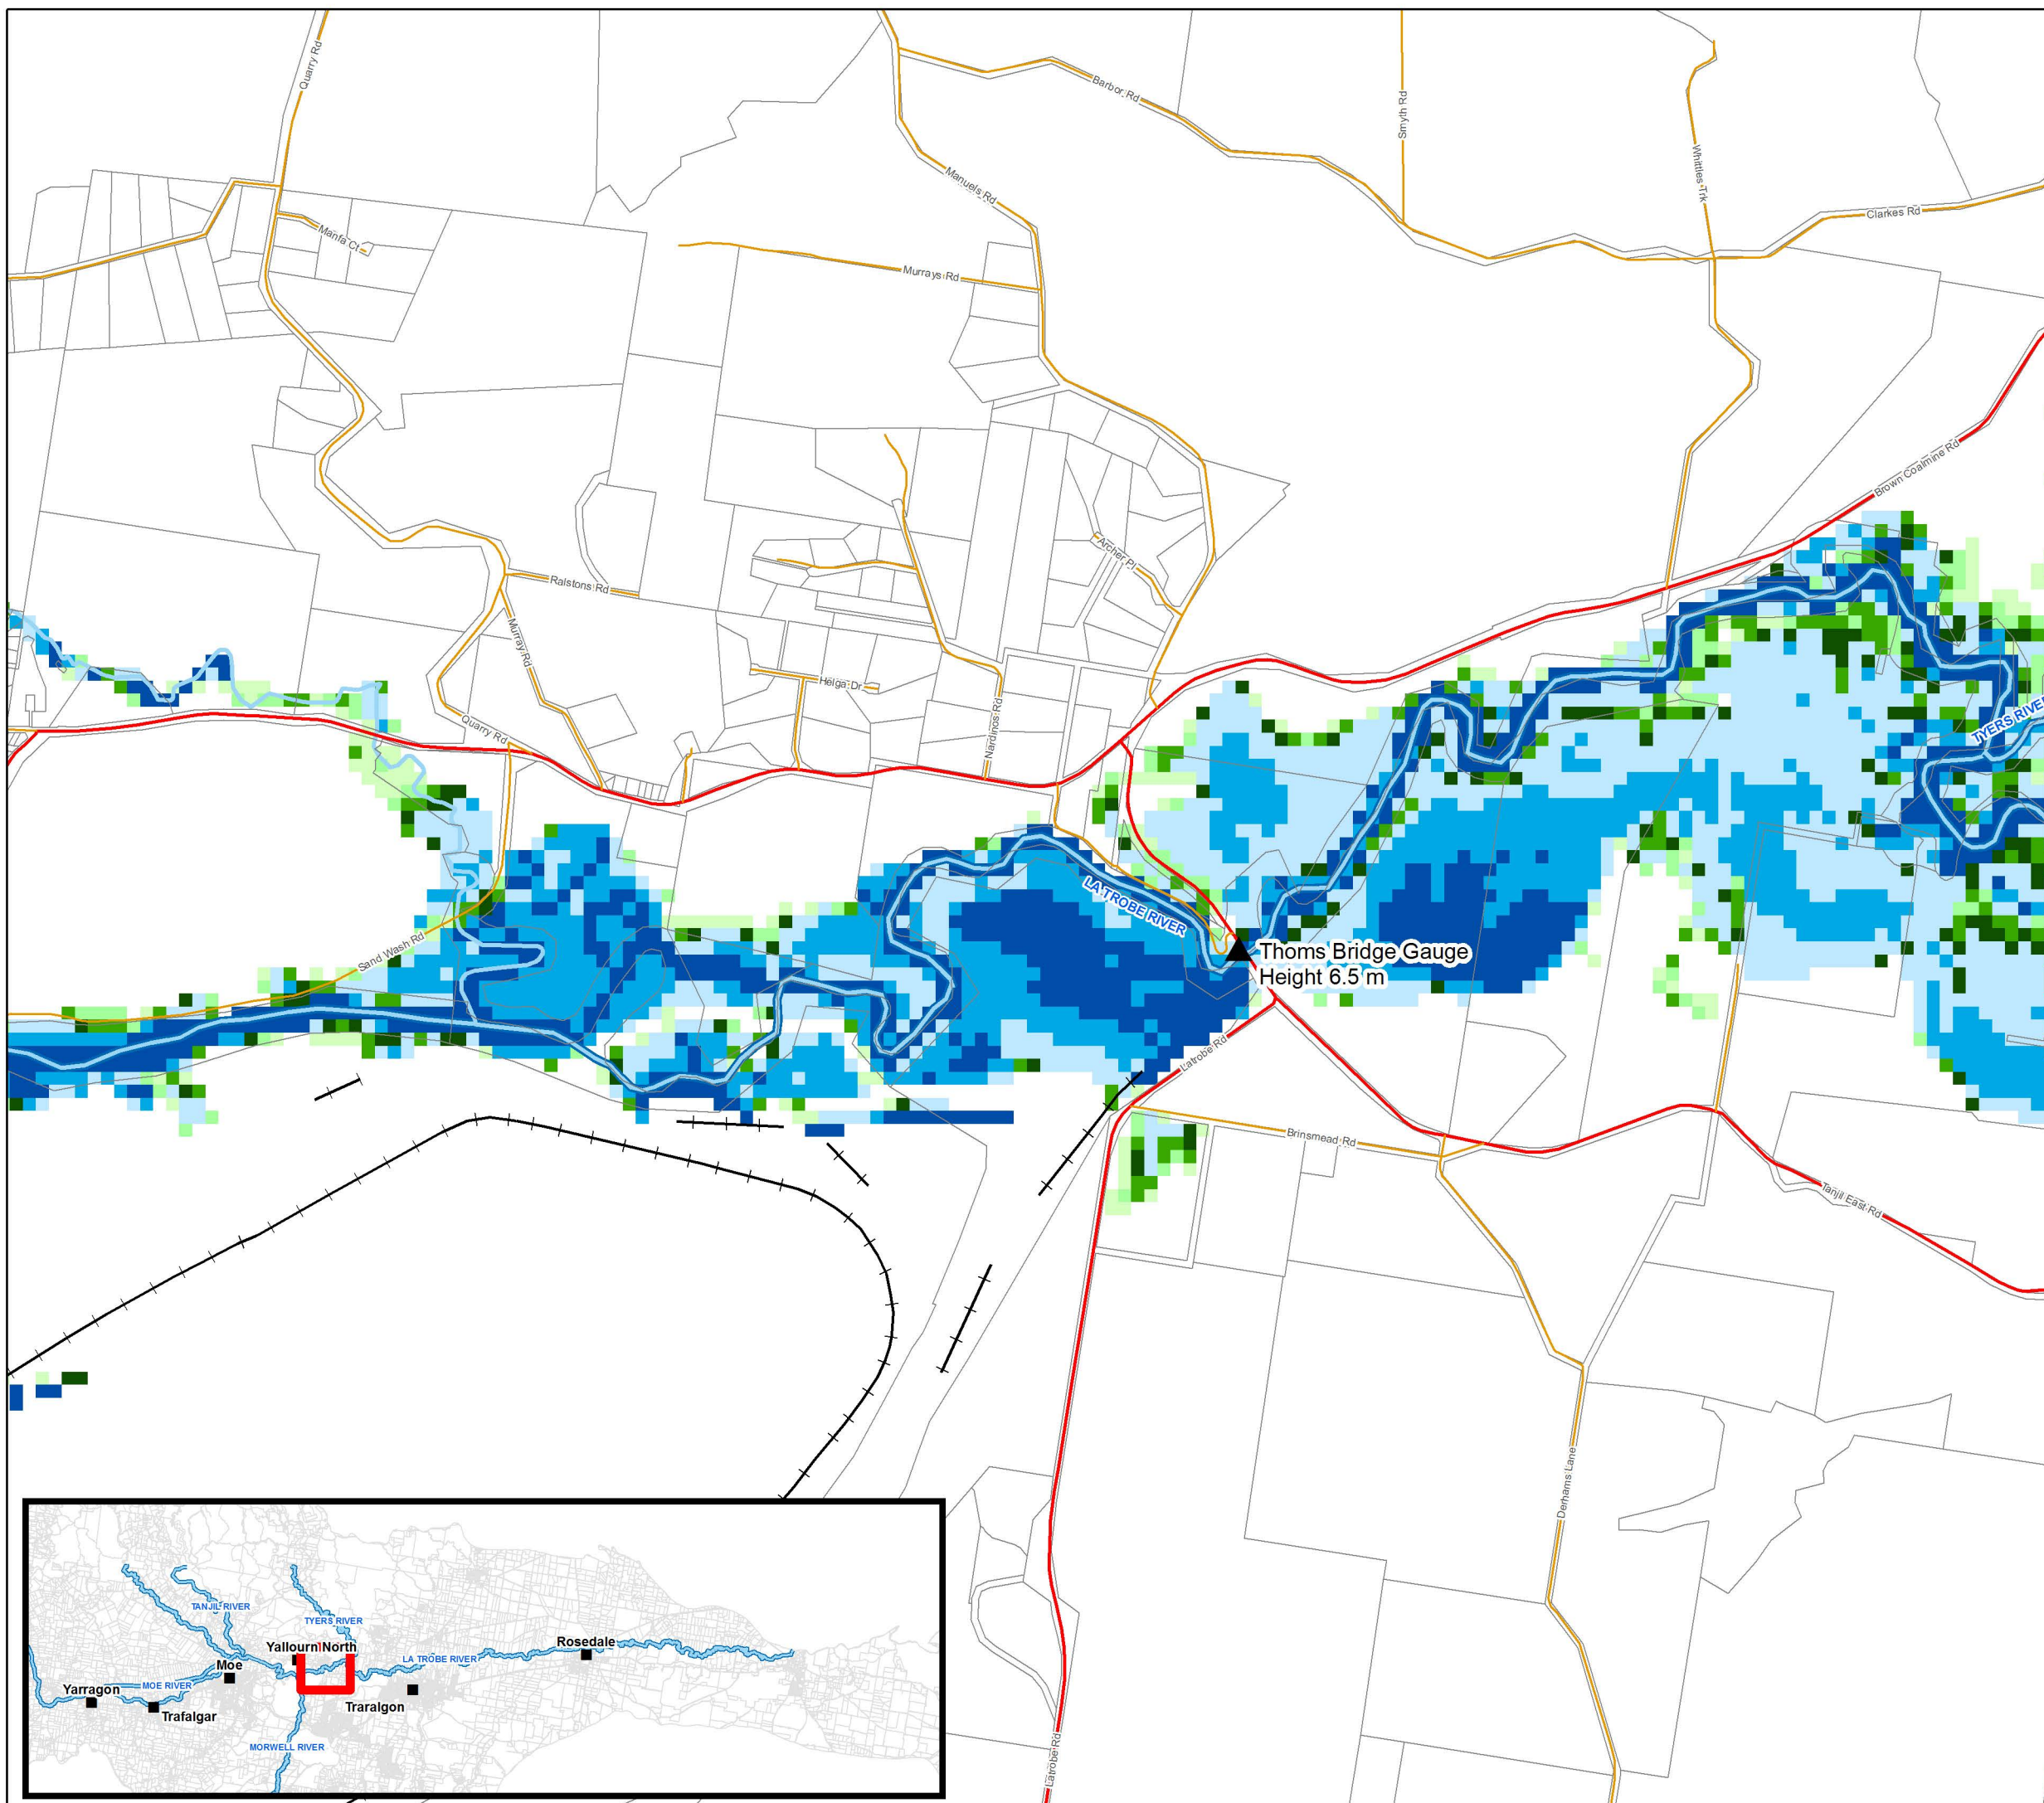 Quarry Rd
Barbor Rd
Smyth Rd
Whittles Trk
Manuels Rd
Clarkes Rd
Manfa Ct
Murrays Rd
Brown Coalmine Rd
Archer Pl
Ralstons Rd
Murray Rd
Helga Dr
Nardinos Rd
Quarry Rd
TYERS RIVER
LA TROBE RIVER
Sand Wash Rd
Thoms Bridge Gauge
Height 6.5 m
Latrobe Rd
Brinsmead Rd
Tanjil East Rd
Derhams Lane
Latrobe Rd
TANJIL RIVER
TYERS RIVER
Yallourn North
Rosedale
LA TROBE RIVER
Moe
MOE RIVER
Yarragon
Trafalgar
Traralgon
MORWELL RIVER